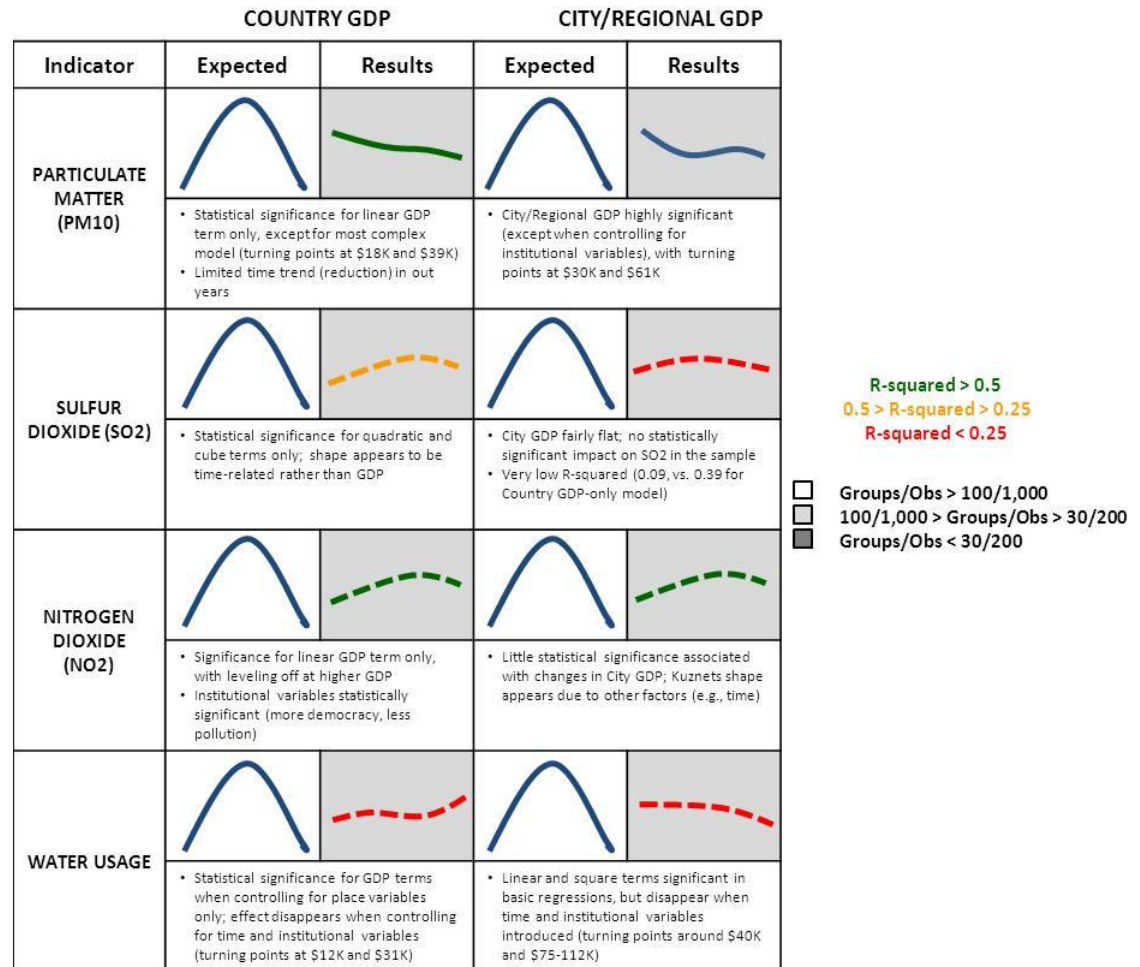 COUNTRY GDP CITY/REGIONAL GDP
Indicator Expected Results Expected Results
PARTICULATE
MATTER
(PM10)
• Statistical significance for linear GDP
term only, except for most complex
model (turning points at $18K and $39K)
• Limited time trend (reduction) in out
years
• City/Regional GDP highly significant
(except when controlling for
institutional variables), with turning
points at $30K and $61K
SULFUR
DIOXIDE (SO2)
• Statistical significance for quadratic and
cube terms only; shape appears to be
time-related rather than GDP
• City GDP fairly flat; no statistically
significant impact on SO2 in the sample
• Very low R-squared (0.09, vs. 0.39 for
Country GDP-only model)
NITROGEN
DIOXIDE
(NO2)
• Significance for linear GDP term only,
with leveling off at higher GDP
• Institutional variables statistically
significant (more democracy, less
pollution)
• Little statistical significance associated
with changes in City GDP; Kuznets shape
appears due to other factors (e.g., time)
WATER USAGE
• Statistical significance for GDP terms
when controlling for place variables
only; effect disappears when controlling
for time and institutional variables
(turning points at $12K and $31K)
• Linear and square terms significant in
basic regressions, but disappear when
time and institutional variables
introduced (turning points around $40K
and $75-112K)
R-squared > 0.5
0.5 > R-squared > 0.25
R-squared < 0.25
Groups/Obs > 100/1,000
100/1,000 > Groups/Obs > 30/200
Groups/Obs < 30/200